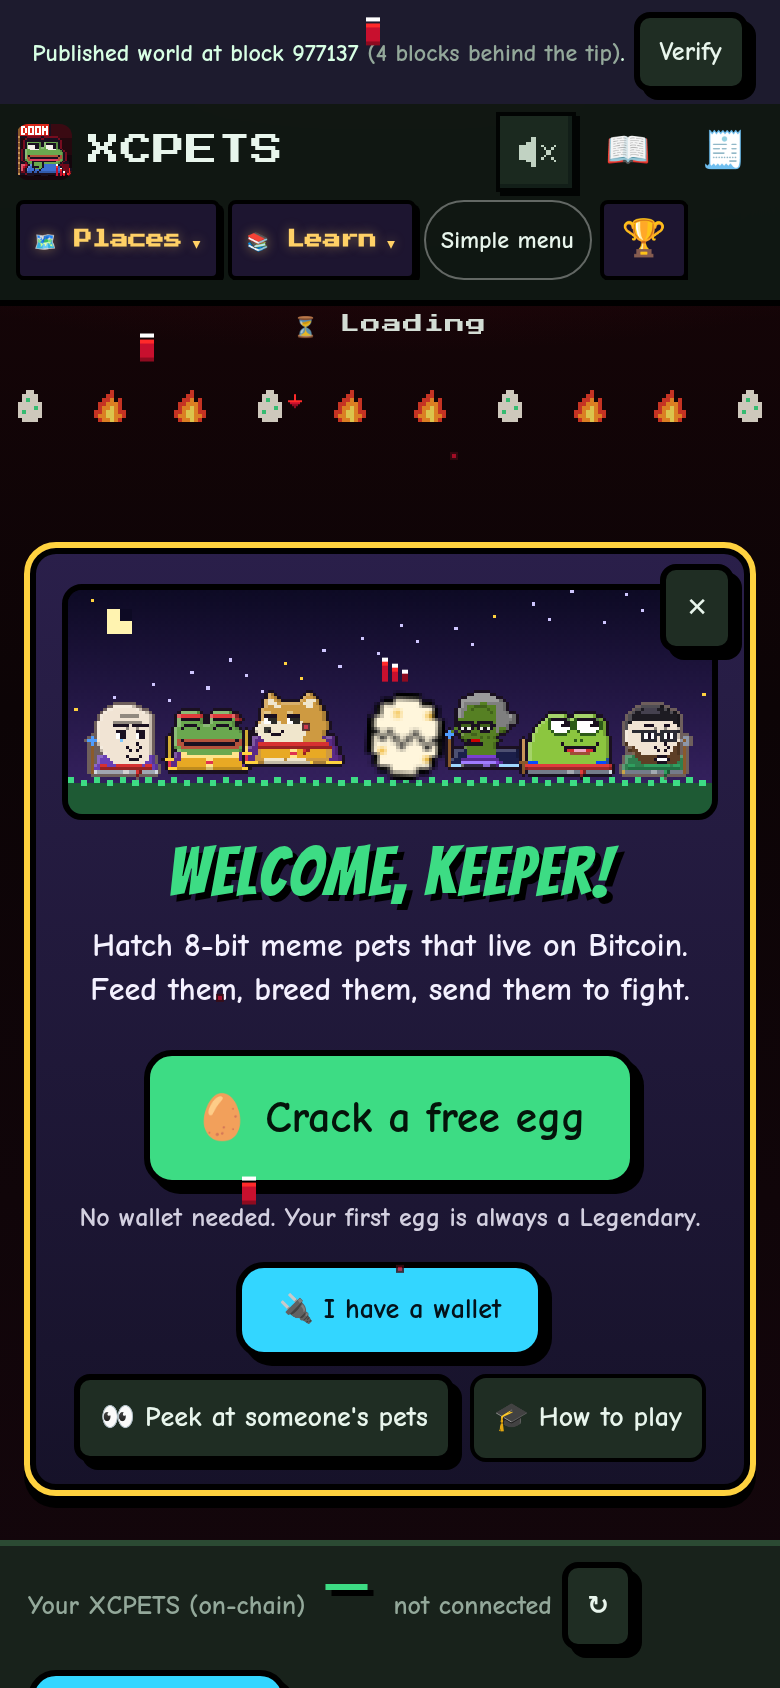 Published world at block 977137 (4 blocks behind the tip). Verify
DOOM XCPETS
Places ▾ Learn ▾ Simple menu
Loading
×
WELCOME, KEEPER!
Hatch 8-bit meme pets that live on Bitcoin.
Feed them, breed them, send them to fight.
Crack a free egg
No wallet needed. Your first egg is always a Legendary.
I have a wallet
Peek at someone's pets How to play
Your XCPETS (on-chain) — not connected ↻